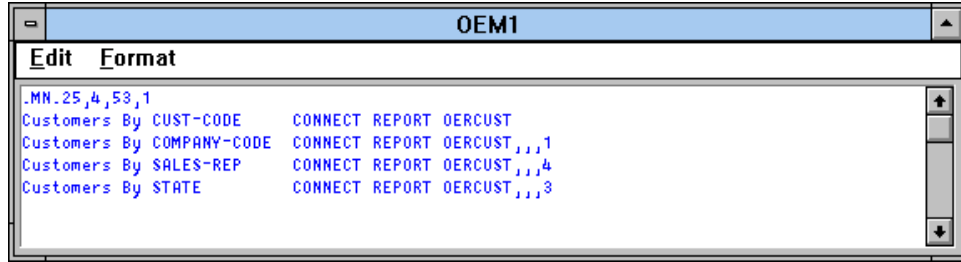 OEM1
Edit Format
.MN.25,4,53,1
Customers By CUST-CODE CONNECT REPORT OERCUST
Customers By COMPANY-CODE CONNECT REPORT OERCUST,,,1
Customers By SALES-REP CONNECT REPORT OERCUST,,,4
Customers By STATE CONNECT REPORT OERCUST,,,3